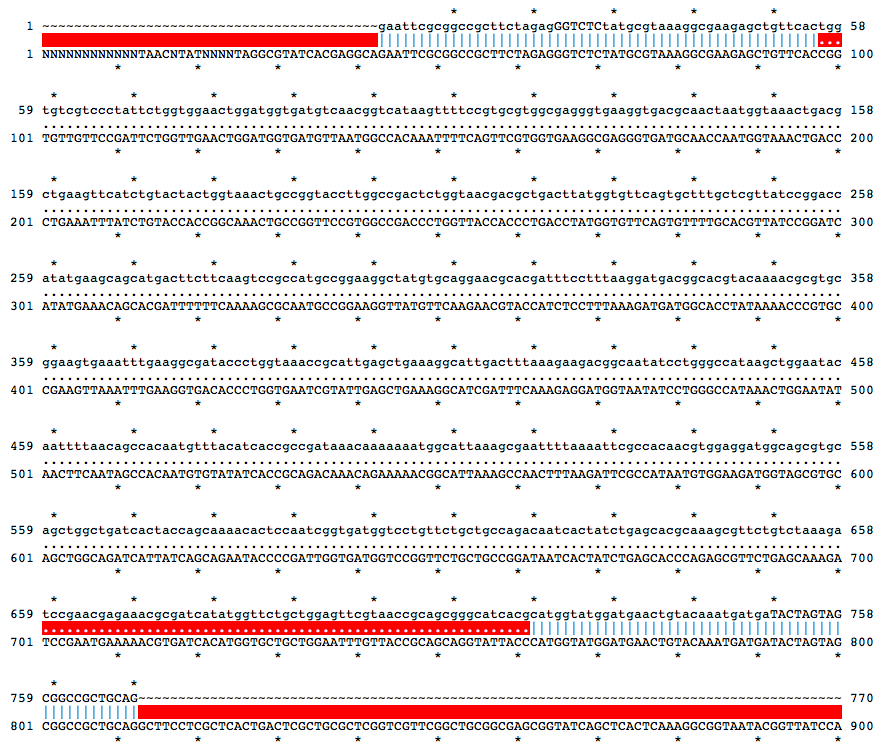 1 ~~~~~~~~~~~~~~~~~~~~~~~~~~~~~~~~~~~~~~~~~~gaattcgcggccgcttctagagGGTCTCTatgcgtaaaggcgaagagctgttcactgg 58
1 NNNNNNNNNNNNTAACNTATNNNNTAGGCGTATCACGAGGCAGAATTCGCGGCCGCTTCTAGAGGGTCTCTATGCGTAAAGGCGAAGAGCTGTTCACCGG 100
59 tgtcgtccctattctggtggaactggatggtgatgtcaacggtcataagttttccgtgcgtggcgagggtgaaggtgacgcaactaatggtaaactgacg 158
101 TGTTGTTCCGATTCTGGTTGAACTGGATGGTGATGTTAATGGCCACAAATTTTCAGTTCGTGGTGAAGGCGAGGGTGATGCAACCAATGGTAAACTGACC 200
159 ctgaagttcatctgtactactggtaaactgccggtaccttggccgactctggtaacgacgctgacttatggtgttcagtgctttgctcgttatccggacc 258
201 CTGAAATTTATCTGTACCACCGGCAAACTGCCGGTTCCGTGGCCGACCCTGGTTACCACCCTGACCTATGGTGTTCAGTGTTTTGCACGTTATCCGGATC 300
259 atatgaagcagcatgacttcttcaagtccgccatgccggaaggctatgtgcaggaacgcacgatttcctttaaggatgacggcacgtacaaaacgcgtgc 358
301 ATATGAAACAGCACGATTTTTTCAAAAGCGCAATGCCGGAAGGTTATGTTCAAGAACGTACCATCTCCTTTAAAGATGATGGCACCTATAAAACCCGTGC 400
359 ggaagtgaaatttgaaggcgataccctggtaaaccgcattgagctgaaaggcattgactttaaagaagacggcaatatcctgggccataagctggaatac 458
401 CGAAGTTAAATTTGAAGGTGACACCCTGGTGAATCGTATTGAGCTGAAAGGCATCGATTTCAAAGAGGATGGTAATATCCTGGGCCATAAACTGGAATAT 500
459 aattttaacagccacaatgtttacatcaccgccgataaacaaaaaaatggcattaaagcgaattttaaaattcgccacaacgtggaggatggcagcgtgc 558
501 AACTTCAATAGCCACAATGTGTATATCACCGCAGACAAACAGAAAAACGGCATTAAAGCCAACTTTAAGATTCGCCATAATGTGGAAGATGGTAGCGTGC 600
559 agctggctgatcactaccagcaaaacactccaatcggtgatggtcctgttctgctgccagacaatcactatctgagcacgcaaagcgttctgtctaaaga 658
601 AGCTGGCAGATCATTATCAGCAGAATACCCCGATTGGTGATGGTCCGGTTCTGCTGCCGGATAATCACTATCTGAGCACCCAGAGCGTTCTGAGCAAAGA 700
659 tccgaacgagaaacgcgatcatatggttctgctggagttcgtaaccgcagcgggcatcacgcatggtatggatgaactgtacaaatgatgaTACTAGTAG 758
701 TCCGAATGAAAAACGTGATCACATGGTGCTGCTGGAATTTGTTACCGCAGCAGGTATTACCCATGGTATGGATGAACTGTACAAATGATGATACTAGTAG 800
759 CGGCCGCTGCAG~~~~~~~~~~~~~~~~~~~~~~~~~~~~~~~~~~~~~~~~~~~~~~~~~~~~~~~~~~~~~~~~~~~~~~~~~~~~~~~~~~~~~~~~ 770
801 CGGCCGCTGCAGGCTTCCTCGCTCACTGACTCGCTGCGCTCGGTCGTTCGGCTGCGGCGAGCGGTATCAGCTCACTCAAAGGCGGTAATACGGTTATCCA 900